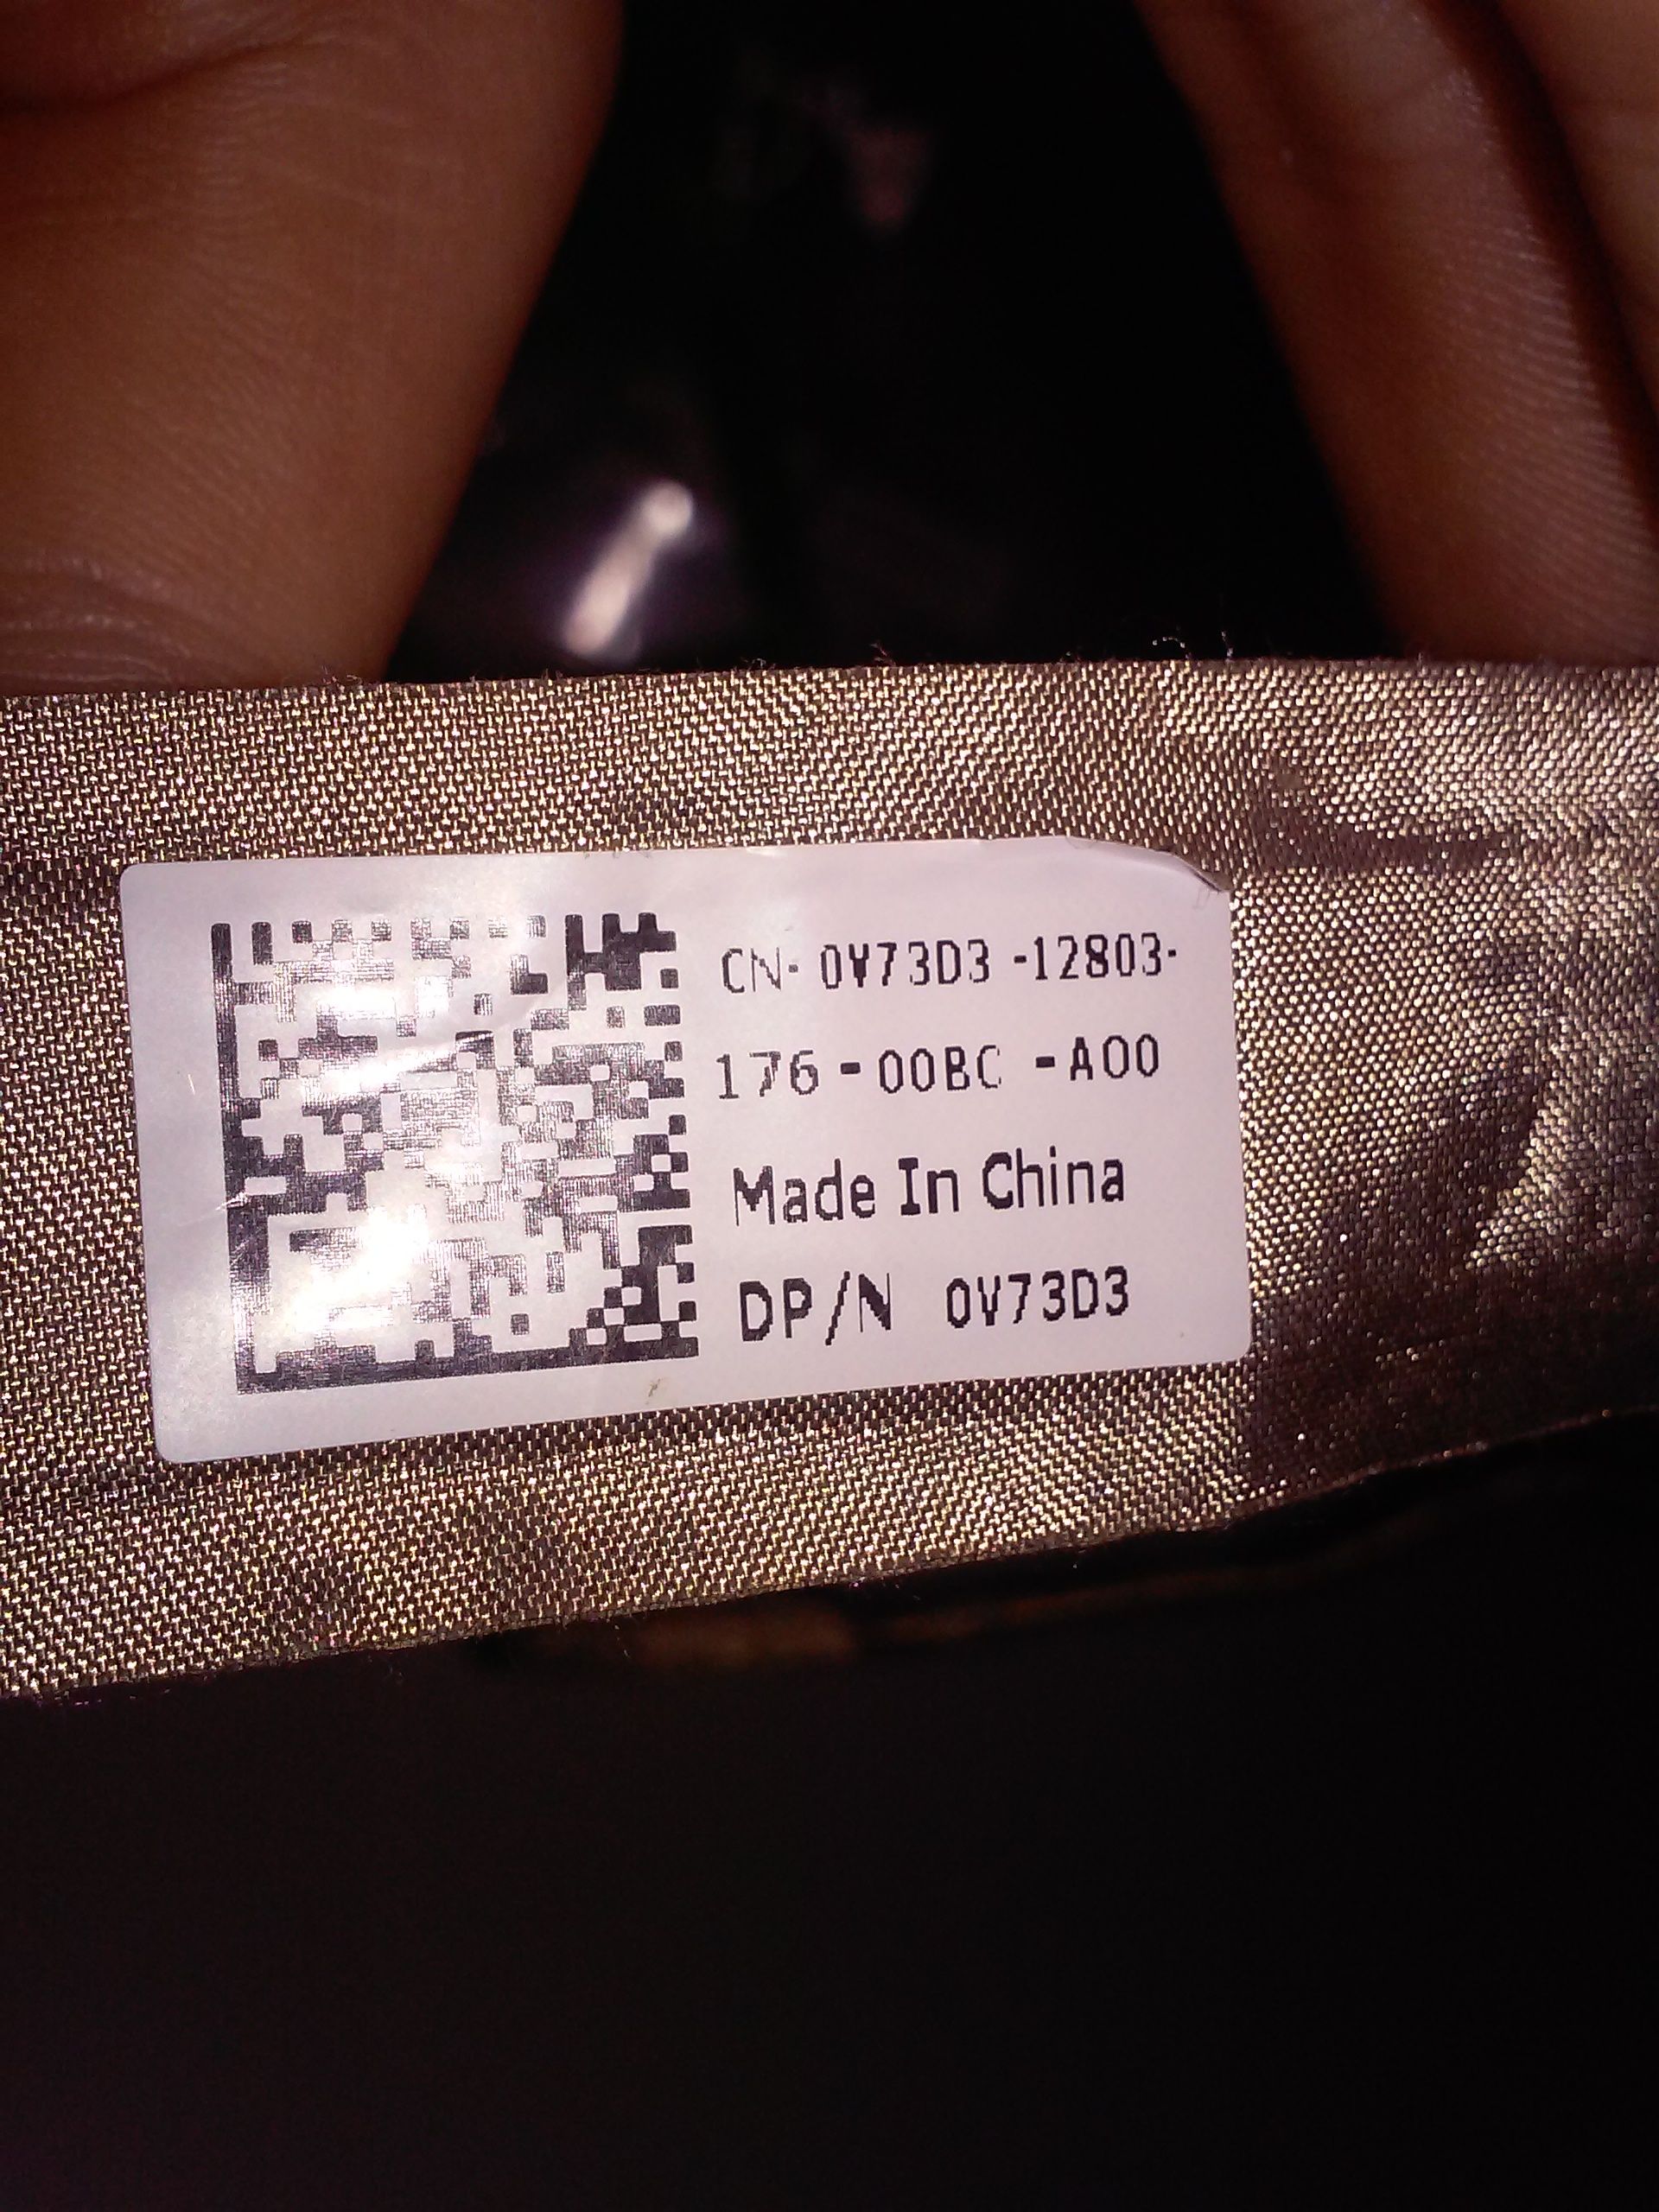 CN- 0V73D3 -12803-
176 - 00BC - A00
Made In China
DP/N 0V73D3